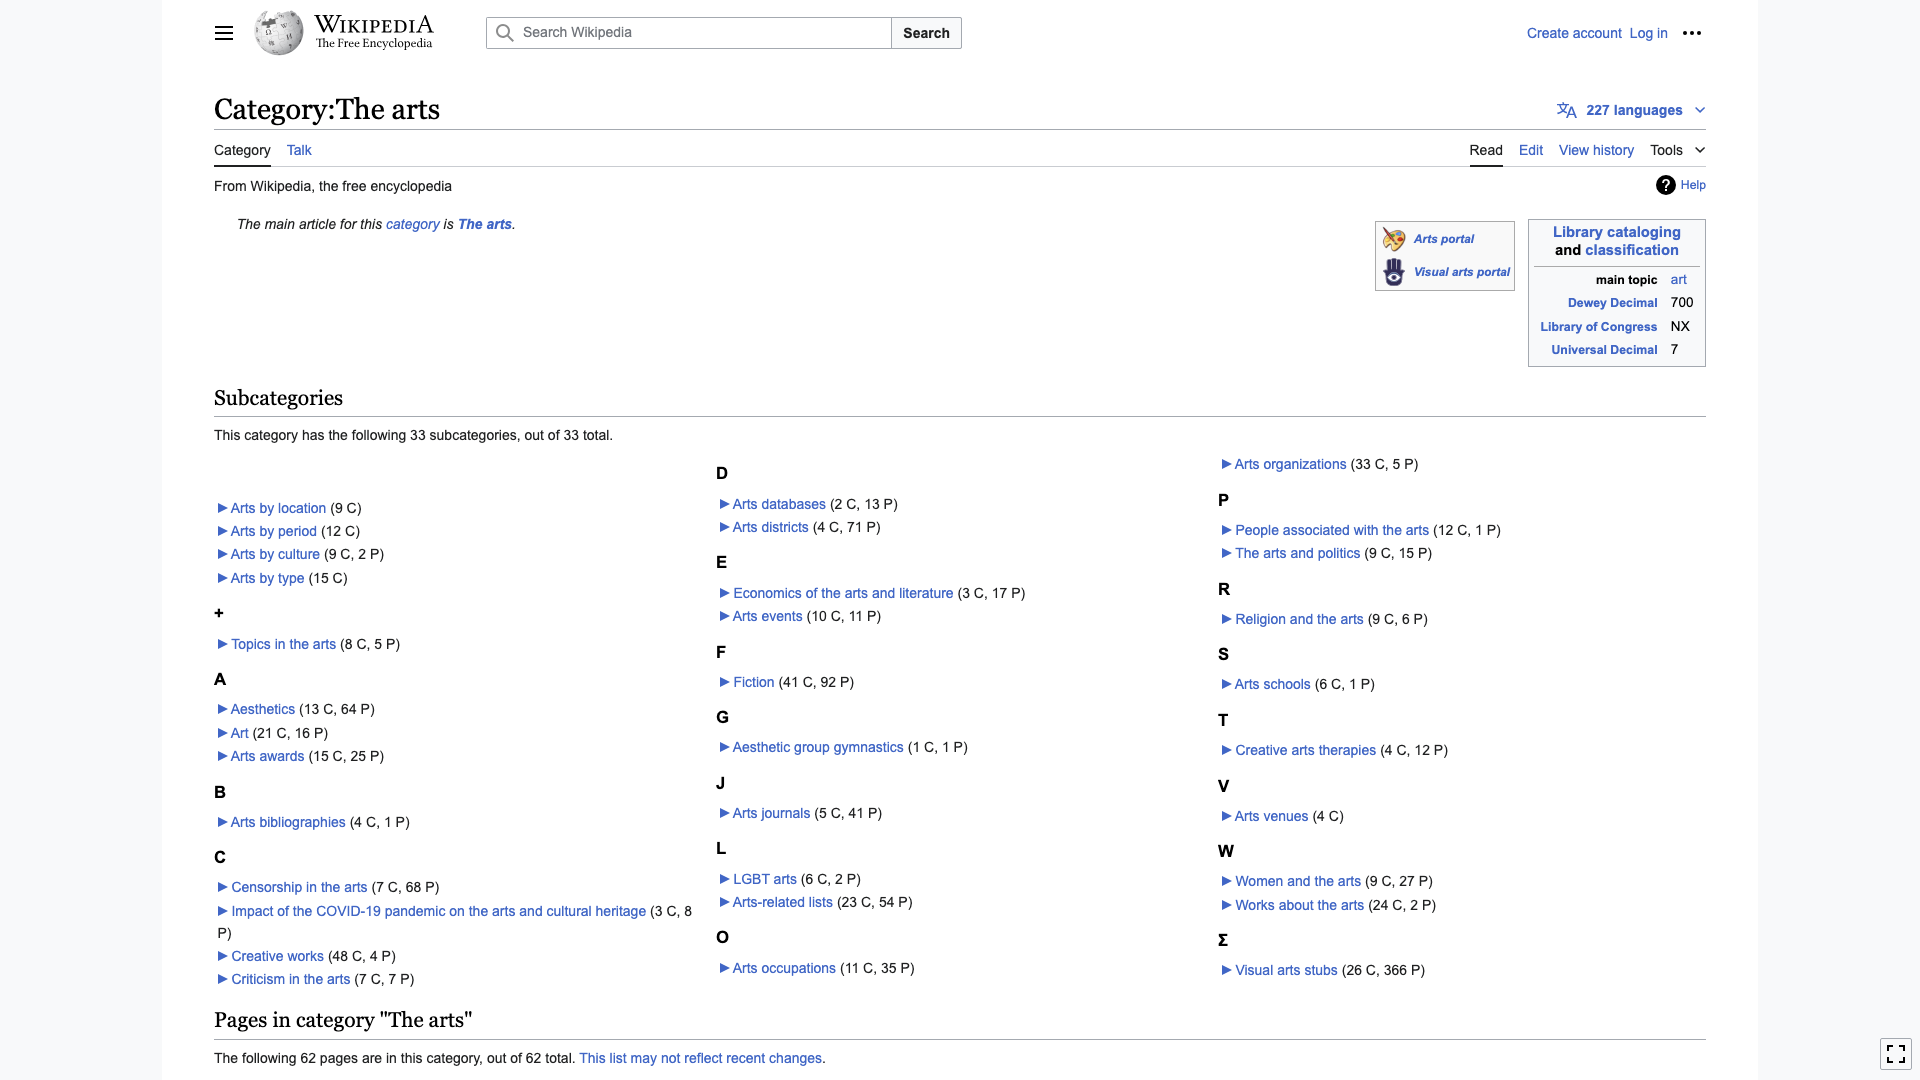 WIKIPEDIA
The Free Encyclopedia
Search Wikipedia
Search
Create account
Log in
Category:The arts
227 languages
Category
Talk
Read
Edit
View history
Tools
From Wikipedia, the free encyclopedia
Help
The main article for this category is The arts.
Arts portal
Visual arts portal
Library cataloging
and classification
main topic art
Dewey Decimal 700
Library of Congress NX
Universal Decimal 7
Subcategories
This category has the following 33 subcategories, out of 33 total.
► Arts by location (9 C)
► Arts by period (12 C)
► Arts by culture (9 C, 2 P)
► Arts by type (15 C)
+
► Topics in the arts (8 C, 5 P)
A
► Aesthetics (13 C, 64 P)
► Art (21 C, 16 P)
► Arts awards (15 C, 25 P)
B
► Arts bibliographies (4 C, 1 P)
C
► Censorship in the arts (7 C, 68 P)
► Impact of the COVID-19 pandemic on the arts and cultural heritage (3 C, 8
P)
► Creative works (48 C, 4 P)
► Criticism in the arts (7 C, 7 P)
D
► Arts databases (2 C, 13 P)
► Arts districts (4 C, 71 P)
E
► Economics of the arts and literature (3 C, 17 P)
► Arts events (10 C, 11 P)
F
► Fiction (41 C, 92 P)
G
► Aesthetic group gymnastics (1 C, 1 P)
J
► Arts journals (5 C, 41 P)
L
► LGBT arts (6 C, 2 P)
► Arts-related lists (23 C, 54 P)
O
► Arts occupations (11 C, 35 P)
► Arts organizations (33 C, 5 P)
P
► People associated with the arts (12 C, 1 P)
► The arts and politics (9 C, 15 P)
R
► Religion and the arts (9 C, 6 P)
S
► Arts schools (6 C, 1 P)
T
► Creative arts therapies (4 C, 12 P)
V
► Arts venues (4 C)
W
► Women and the arts (9 C, 27 P)
► Works about the arts (24 C, 2 P)
Σ
► Visual arts stubs (26 C, 366 P)
Pages in category "The arts"
The following 62 pages are in this category, out of 62 total. This list may not reflect recent changes.